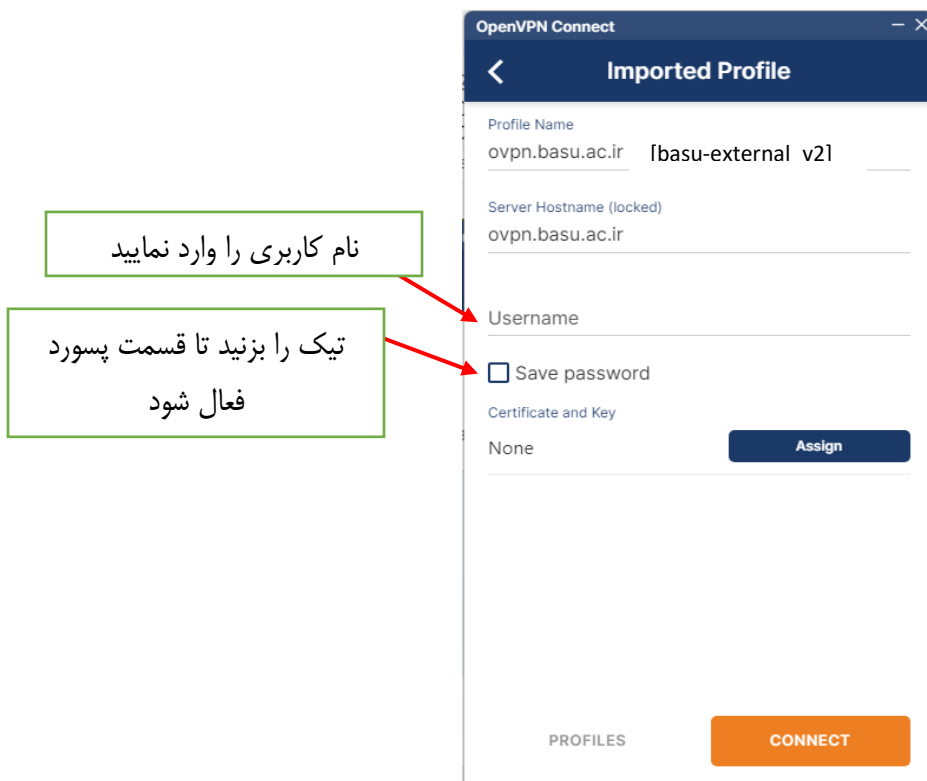 OpenVPN Connect
Imported Profile
Profile Name
ovpn.basu.ac.ir [basu-external_v2]
Server Hostname (locked)
ovpn.basu.ac.ir
نام کاربری را وارد نمایید
Username
تیک را بزنید تا قسمت پسورد
فعال شود
Save password
Certificate and Key
None Assign
PROFILES CONNECT